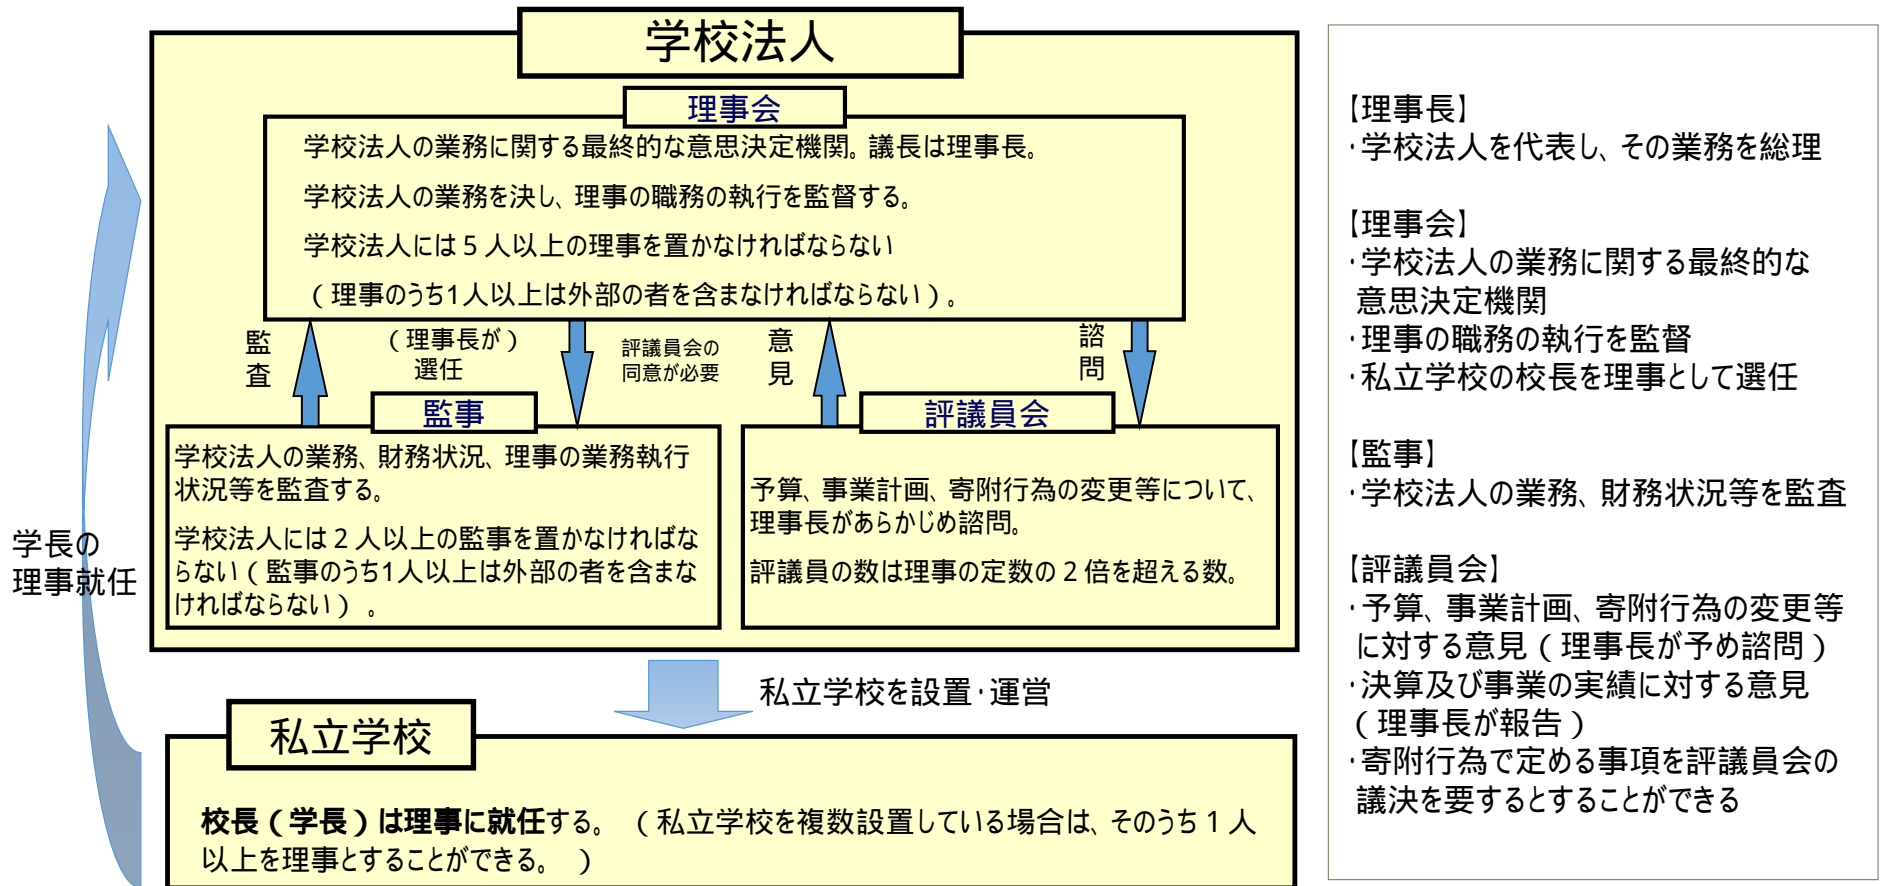 学校法人
理事会
学校法人の業務に関する最終的な意思決定機関。議長は理事長。
学校法人の業務を決し、理事の職務の執行を監督する。
学校法人には５人以上の理事を置かなければならない
（理事のうち1人以上は外部の者を含まなければならない）。
監査
（理事長が）
選任
評議員会の
同意が必要
意見
諮問
監事
学校法人の業務、財務状況、理事の業務執行
状況等を監査する。
学校法人には２人以上の監事を置かなければな
らない（監事のうち1人以上は外部の者を含まな
ければならない）。
評議員会
予算、事業計画、寄附行為の変更等について、
理事長があらかじめ諮問。
評議員の数は理事の定数の２倍を超える数。
学長の
理事就任
私立学校を設置・運営
私立学校
校長（学長）は理事に就任する。（私立学校を複数設置している場合は、そのうち１人
以上を理事とすることができる。）
【理事長】
・学校法人を代表し、その業務を総理
【理事会】
・学校法人の業務に関する最終的な
意思決定機関
・理事の職務の執行を監督
・私立学校の校長を理事として選任
【監事】
・学校法人の業務、財務状況等を監査
【評議員会】
・予算、事業計画、寄附行為の変更等
に対する意見（理事長が予め諮問）
・決算及び事業の実績に対する意見
（理事長が報告）
・寄附行為で定める事項を評議員会の
議決を要するとすることができる